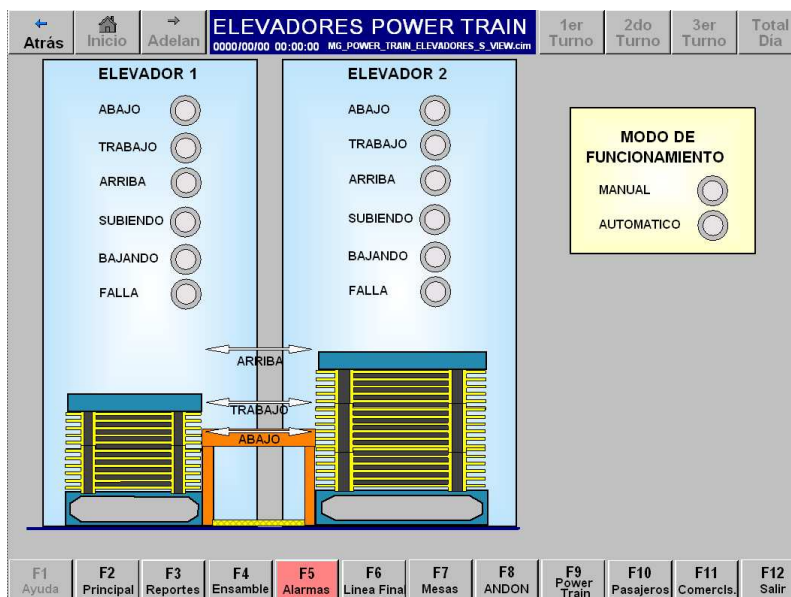 Atrás
Inicio
Adelan
ELEVADORES POWER TRAIN
0000/00/00 00:00:00 MG_POWER_TRAIN_ELEVADORES_S_VIEW.cim
1er Turno
2do Turno
3er Turno
Total Día
ELEVADOR 1
ABAJO
TRABAJO
ARRIBA
SUBIENDO
BAJANDO
FALLA
ELEVADOR 2
ABAJO
TRABAJO
ARRIBA
SUBIENDO
BAJANDO
FALLA
MODO DE
FUNCIONAMIENTO
MANUAL
AUTOMATICO
ARRIBA
TRABAJO
ABAJO
F1
Ayuda
F2
Principal
F3
Reportes
F4
Ensamble
F5
Alarmas
F6
Linea Final
F7
Mesas
F8
ANDON
F9
Power
Train
F10
Pasajeros
F11
Comercls.
F12
Salir